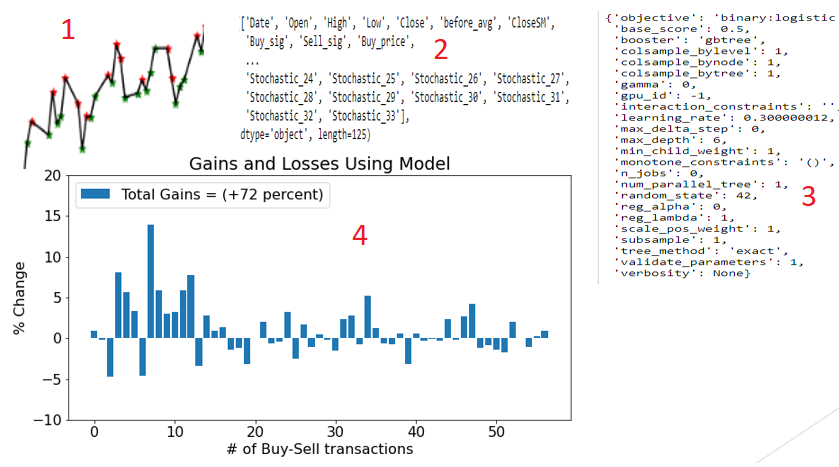 1
['Date', 'Open', 'High', 'Low', 'Close', 'before_avg', 'CloseSM',
'Buy_sig', 'Sell_sig', 'Buy_price',
2
...
'Stochastic_24', 'Stochastic_25', 'Stochastic_26', 'Stochastic_27',
'Stochastic_28', 'Stochastic_29', 'Stochastic_30', 'Stochastic_31',
'Stochastic_32', 'Stochastic_33'],
dtype='object', length=125)
{'objective': 'binary:logistic
'base_score': 0.5,
'booster': 'gbtree',
'colsample_bylevel': 1,
'colsample_bynode': 1,
'colsample_bytree': 1,
'gamma': 0,
'gpu_id': -1,
'interaction_constraints': ''
'learning_rate': 0.300000012,
'max_delta_step': 0,
'max_depth': 6,
'min_child_weight': 1,
'monotone_constraints': '()',
'n_jobs': 0,
'num_parallel_tree': 1,
'random_state': 42,
'reg_alpha': 0,
'reg_lambda': 1,
'scale_pos_weight': 1,
'subsample': 1,
'tree_method': 'exact',
'validate_parameters': 1,
'verbosity': None}
3
Gains and Losses Using Model
Total Gains = (+72 percent)
4
% Change
20
15
10
5
0
−5
−10
0 10 20 30 40 50
# of Buy-Sell transactions